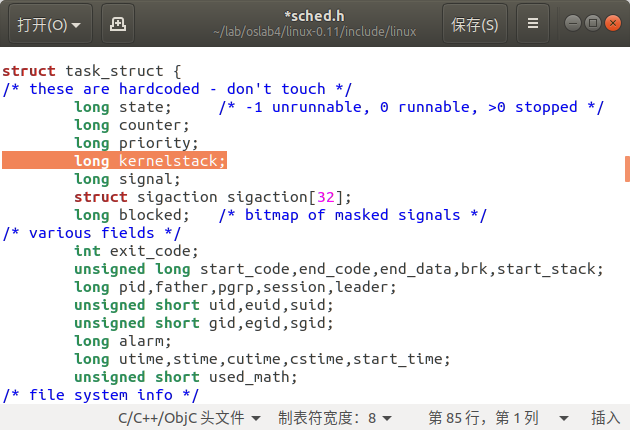 打开(O)
*sched.h
~/lab/oslab4/linux-0.11/include/linux
保存(S)
struct task_struct {
/* these are hardcoded - don't touch */
long state; /* -1 unrunnable, 0 runnable, >0 stopped */
long counter;
long priority;
long kernelstack;
long signal;
struct sigaction sigaction[32];
long blocked; /* bitmap of masked signals */
/* various fields */
int exit_code;
unsigned long start_code,end_code,end_data,brk,start_stack;
long pid,father,pgrp,session,leader;
unsigned short uid,euid,suid;
unsigned short gid,egid,sgid;
long alarm;
long utime,stime,cutime,cstime,start_time;
unsigned short used_math;
/* file system info */
C/C++/ObjC 头文件 制表符宽度：8 第 85 行，第 1 列 插入